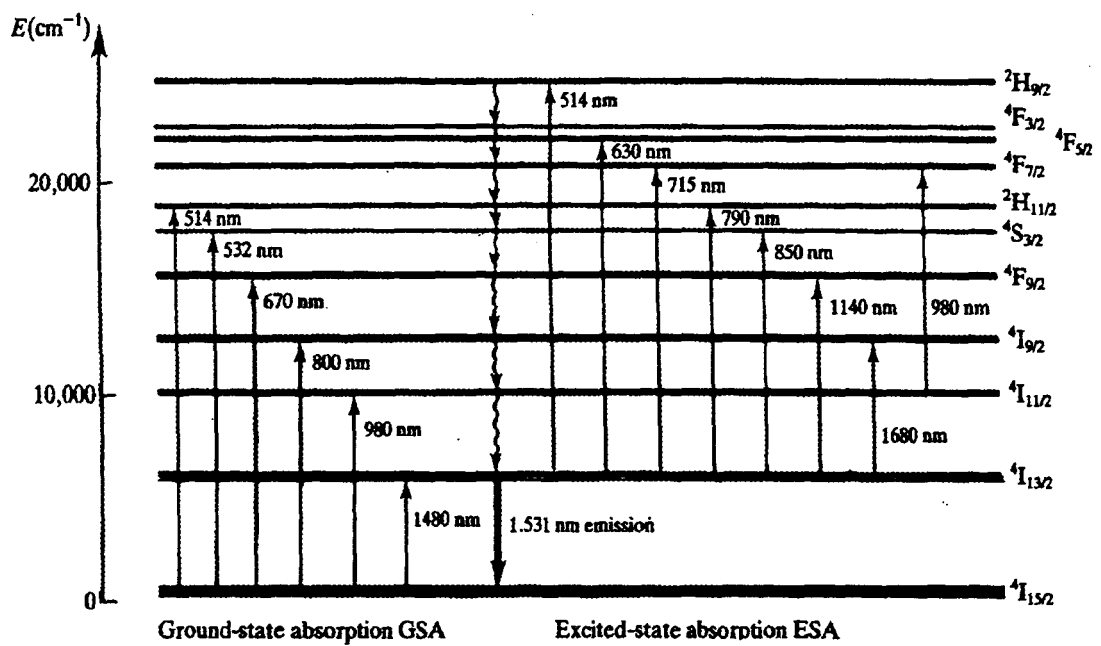 E(cm⁻¹)
²H9/2
514 nm
⁴F3/2
⁴F5/2
630 nm
⁴F7/2
20,000
715 nm
²H11/2
514 nm
790 nm
⁴S3/2
532 nm
850 nm
⁴F9/2
670 nm
1140 nm
980 nm
⁴I9/2
800 nm
10,000
⁴I11/2
980 nm
1680 nm
⁴I13/2
1480 nm
1.531 nm emission
0
⁴I15/2
Ground-state absorption GSA
Excited-state absorption ESA